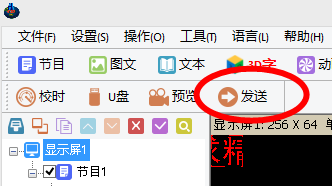 文件(F) 设置(S) 操作(O) 工具(T) 语言(L) 帮助(H)
节目 图文 文本 3D字
校时 U盘 预览 发送
显示屏1: 256 X 64
显示屏1
精
节目1